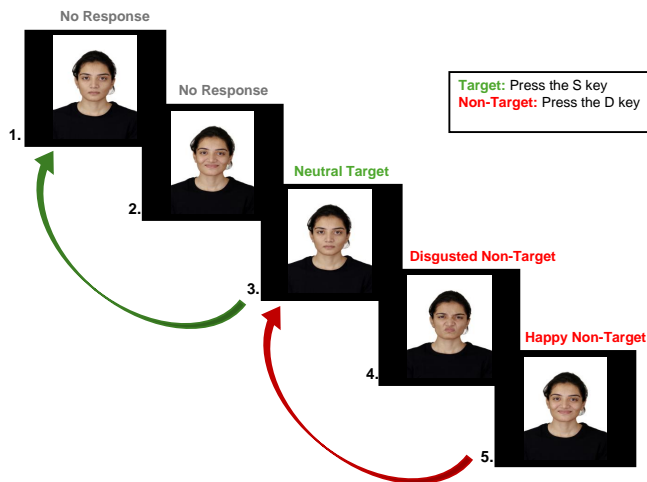 No Response
1.
No Response
2.
Target: Press the S key
Non-Target: Press the D key
Neutral Target
3.
Disgusted Non-Target
4.
Happy Non-Target
5.